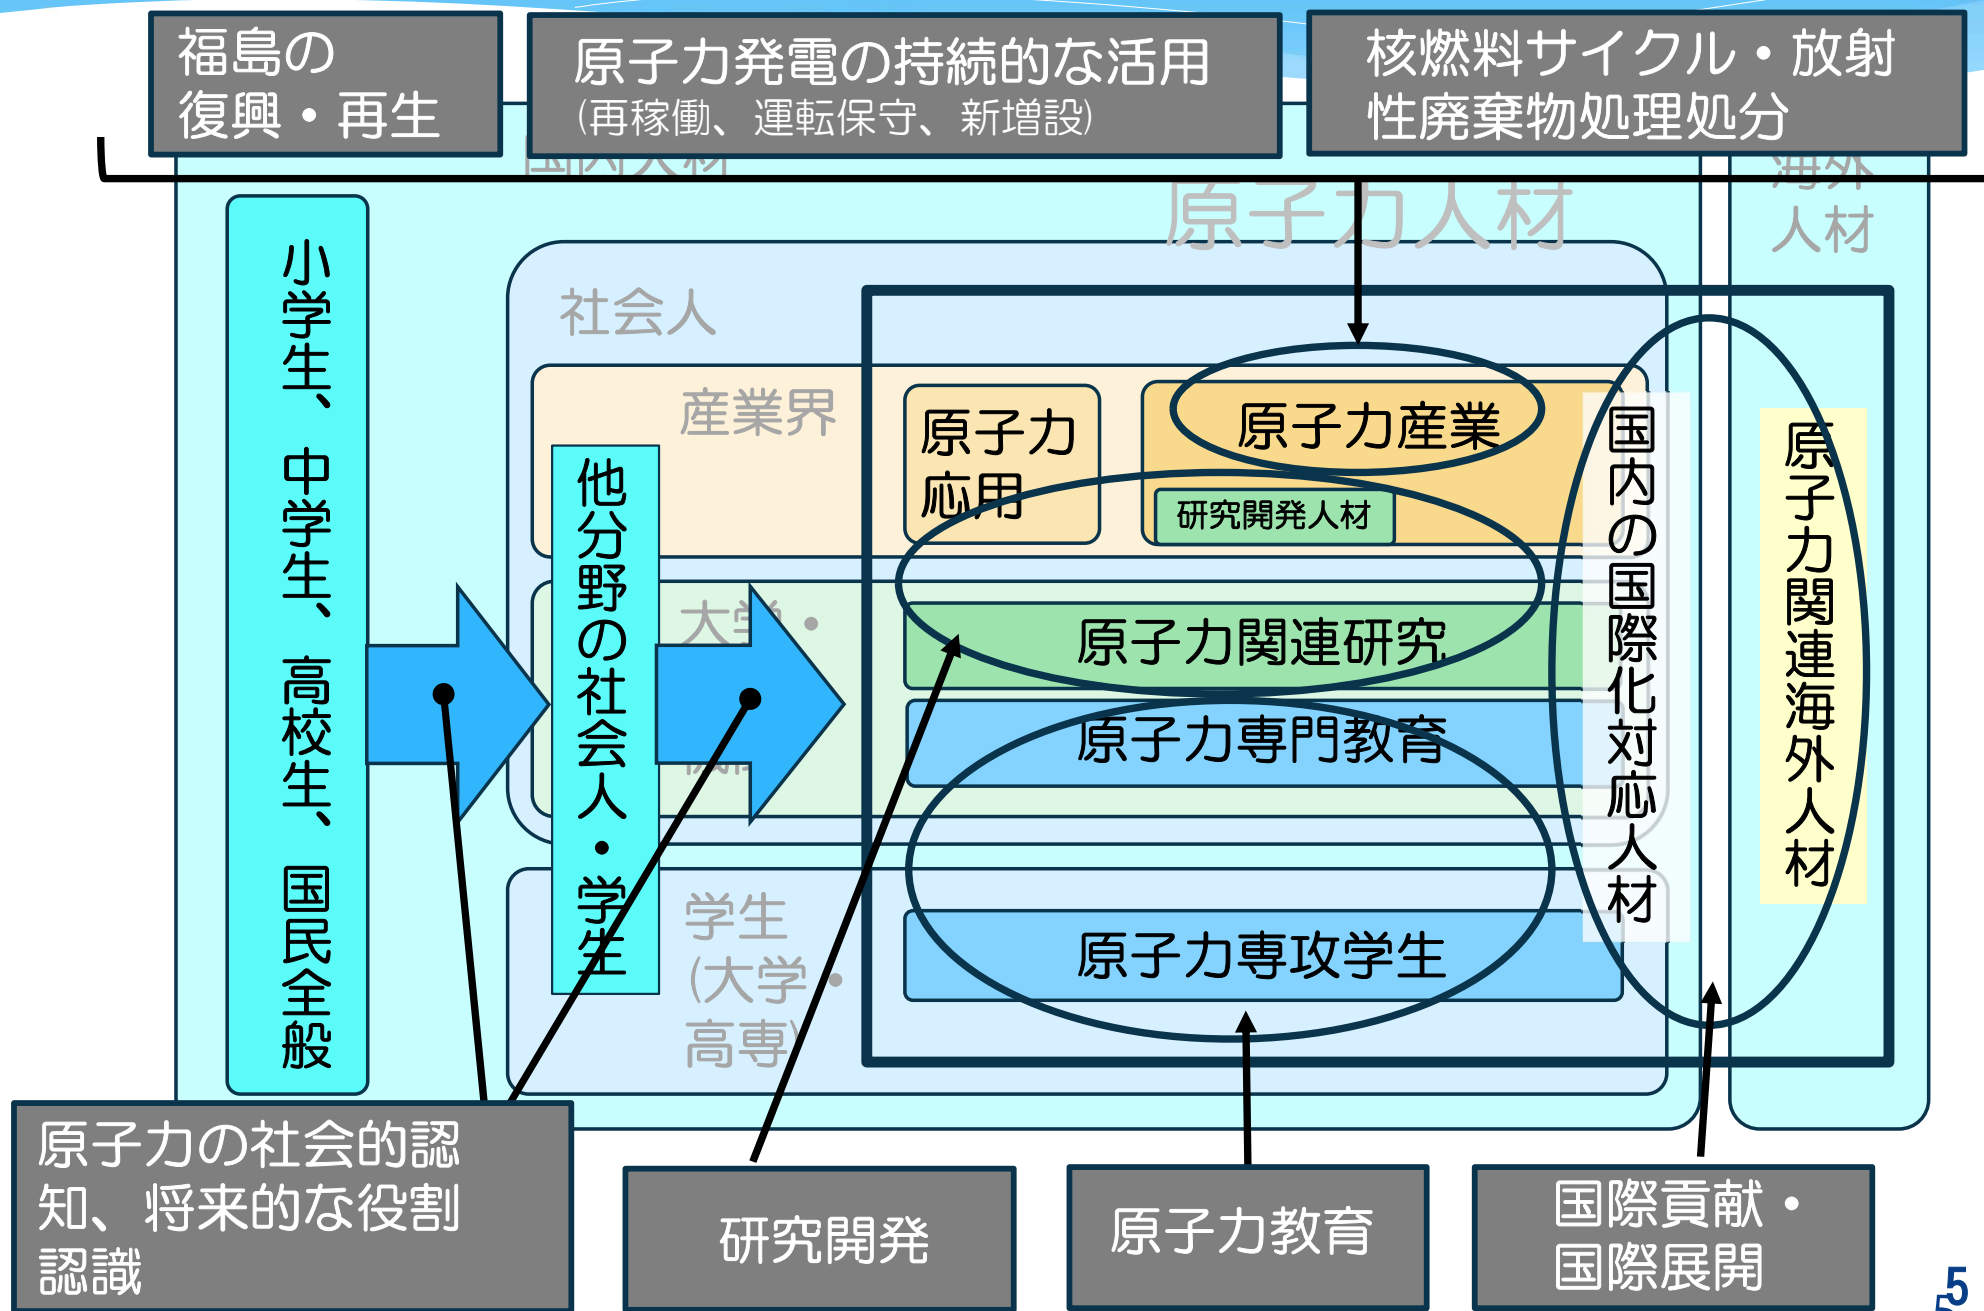 福島の
復興・再生
原子力発電の持続的な活用
(再稼働、運転保守、新増設)
核燃料サイクル・放射
性廃棄物処理処分
国内人材
海外
人材
原子力人材
小学生、中学生、高校生、国民全般
社会人
産業界
原子力
応用
原子力産業
研究開発人材
他分野の社会人・学生
大学・
原子力関連研究
原子力専門教育
国内の国際化対応人材
原子力関連海外人材
学生
(大学・
高専)
原子力専攻学生
原子力の社会的認
知、将来的な役割
認識
研究開発
原子力教育
国際貢献・
国際展開
5
5